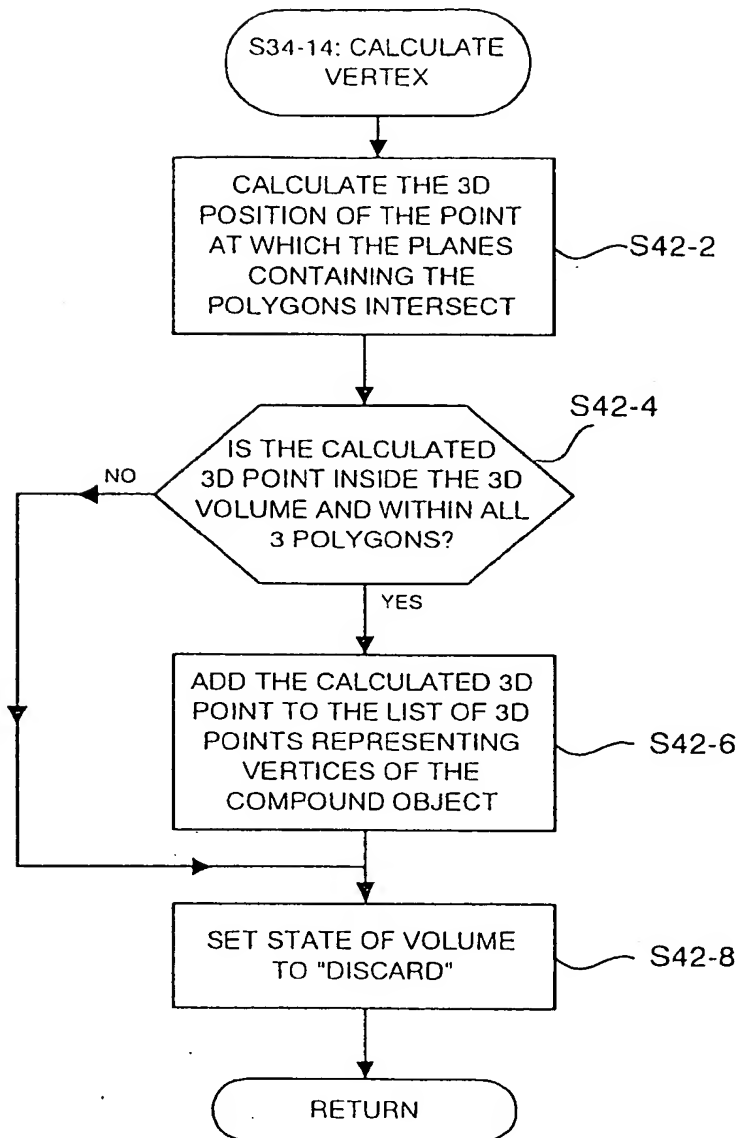 S34-14: CALCULATE
VERTEX
CALCULATE THE 3D
POSITION OF THE POINT
AT WHICH THE PLANES
CONTAINING THE
POLYGONS INTERSECT
S42-2
S42-4
IS THE CALCULATED
3D POINT INSIDE THE 3D
VOLUME AND WITHIN ALL
3 POLYGONS?
NO
YES
ADD THE CALCULATED 3D
POINT TO THE LIST OF 3D
POINTS REPRESENTING
VERTICES OF THE
COMPOUND OBJECT
S42-6
SET STATE OF VOLUME
TO "DISCARD"
S42-8
RETURN